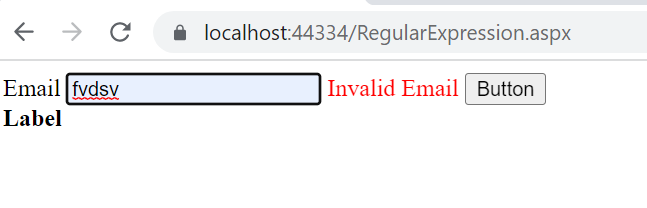 localhost:44334/RegularExpression.aspx
Email fvdsv Invalid Email Button
Label